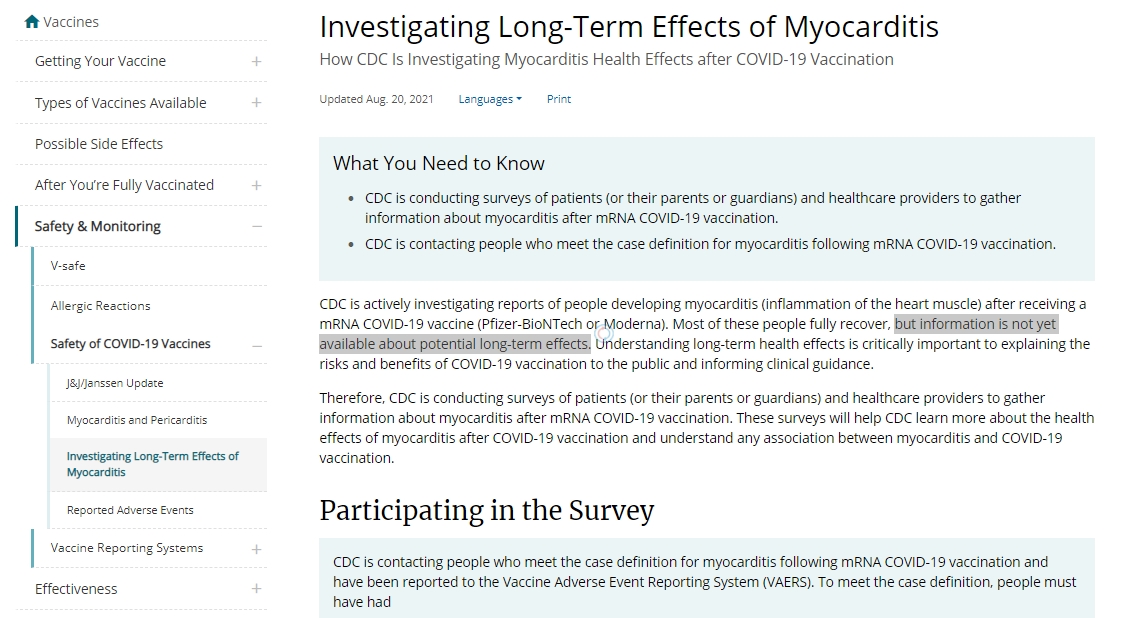 Vaccines
Getting Your Vaccine
Types of Vaccines Available
Possible Side Effects
After You’re Fully Vaccinated
Safety & Monitoring
V-safe
Allergic Reactions
Safety of COVID-19 Vaccines
J&J/Janssen Update
Myocarditis and Pericarditis
Investigating Long-Term Effects of
Myocarditis
Reported Adverse Events
Vaccine Reporting Systems
Effectiveness
Investigating Long-Term Effects of Myocarditis
How CDC Is Investigating Myocarditis Health Effects after COVID-19 Vaccination
Updated Aug. 20, 2021 Languages Print
What You Need to Know
• CDC is conducting surveys of patients (or their parents or guardians) and healthcare providers to gather
information about myocarditis after mRNA COVID-19 vaccination.
• CDC is contacting people who meet the case definition for myocarditis following mRNA COVID-19 vaccination.
CDC is actively investigating reports of people developing myocarditis (inflammation of the heart muscle) after receiving a
mRNA COVID-19 vaccine (Pfizer-BioNTech or Moderna). Most of these people fully recover, but information is not yet
available about potential long-term effects. Understanding long-term health effects is critically important to explaining the
risks and benefits of COVID-19 vaccination to the public and informing clinical guidance.
Therefore, CDC is conducting surveys of patients (or their parents or guardians) and healthcare providers to gather
information about myocarditis after mRNA COVID-19 vaccination. These surveys will help CDC learn more about the health
effects of myocarditis after COVID-19 vaccination and understand any association between myocarditis and COVID-19
vaccination.
Participating in the Survey
CDC is contacting people who meet the case definition for myocarditis following mRNA COVID-19 vaccination and
have been reported to the Vaccine Adverse Event Reporting System (VAERS). To meet the case definition, people must
have had